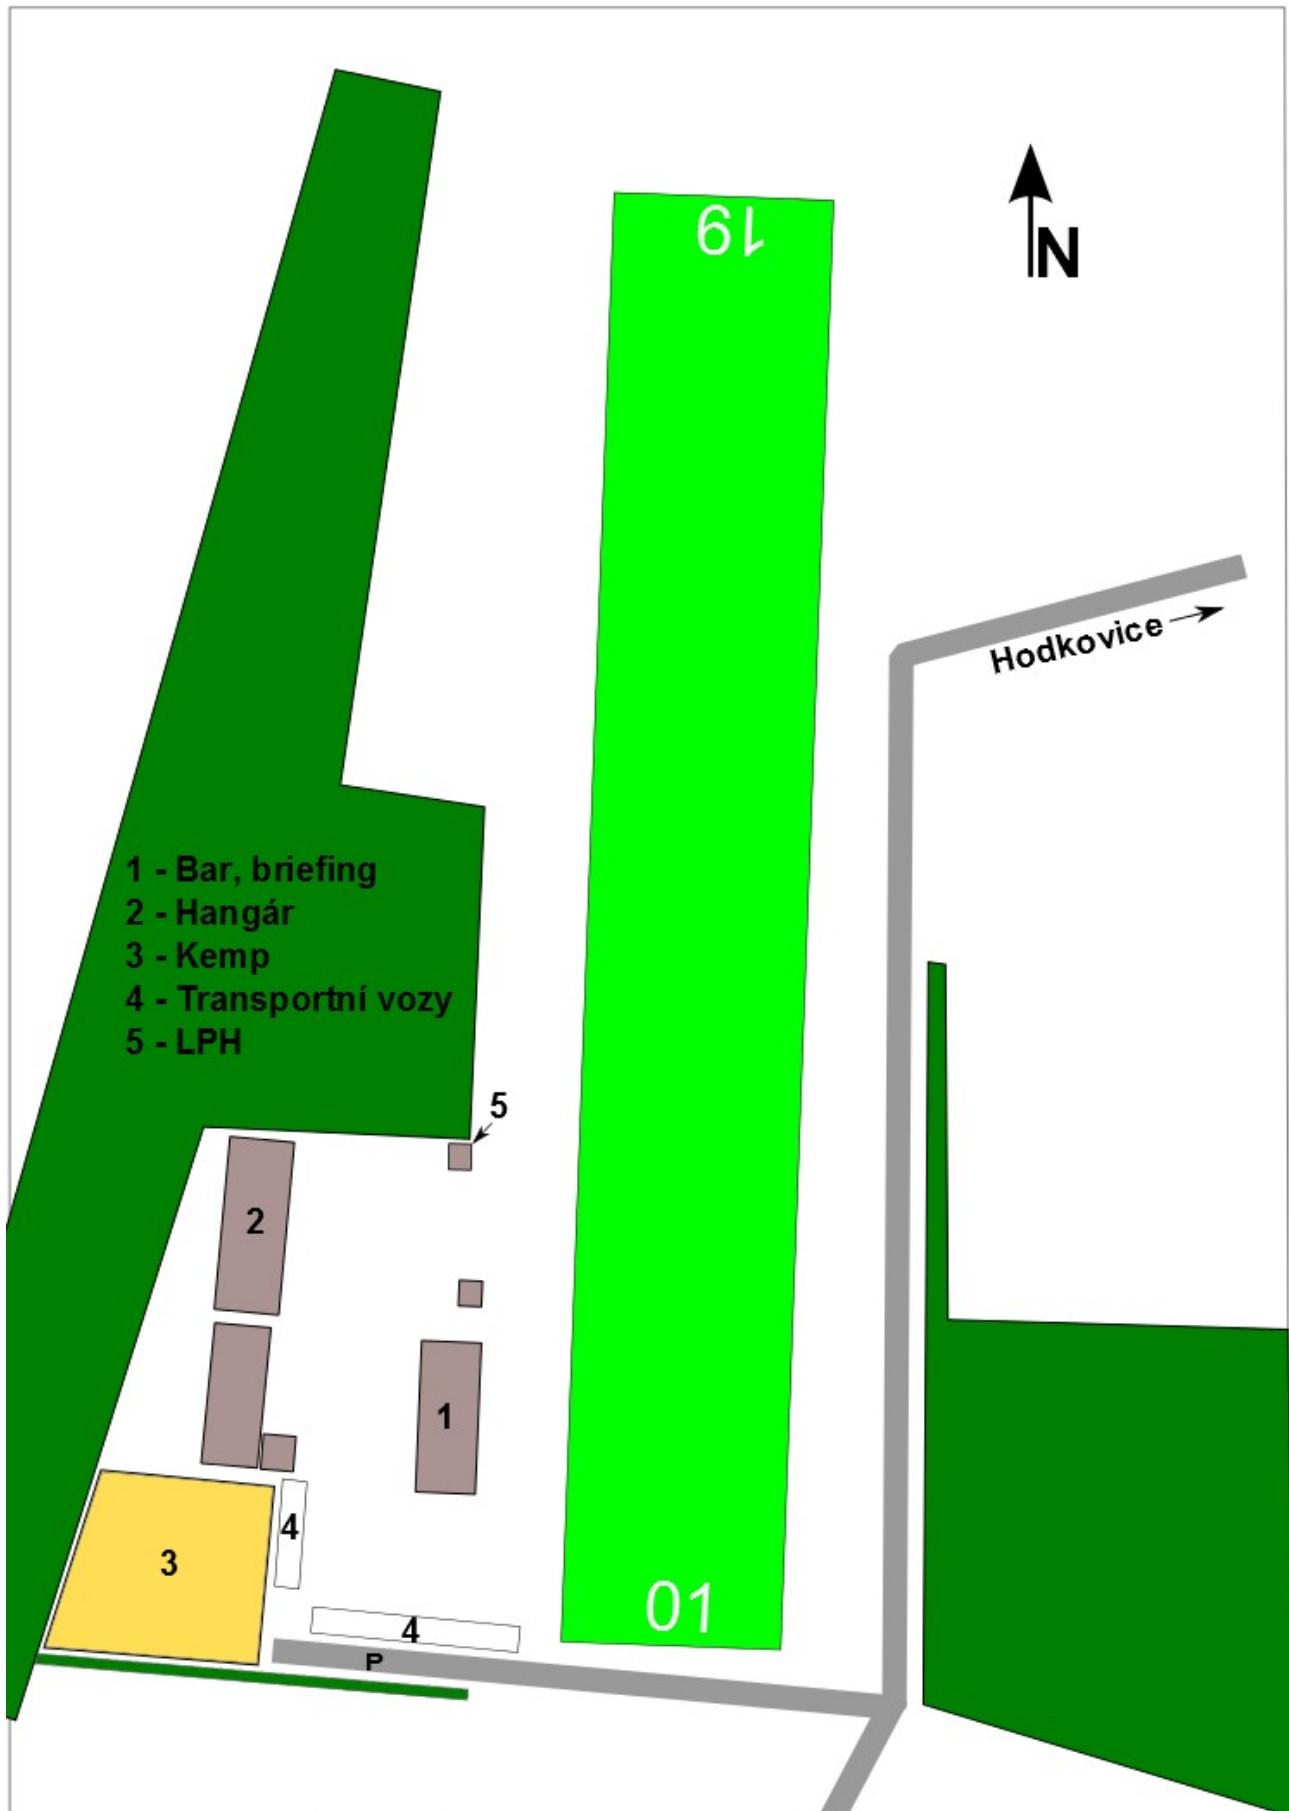 19
N
Hodkovice
1 - Bar, briefing
2 - Hangár
3 - Kemp
4 - Transportní vozy
5 - LPH
5
2
1
4
3
01
4
P